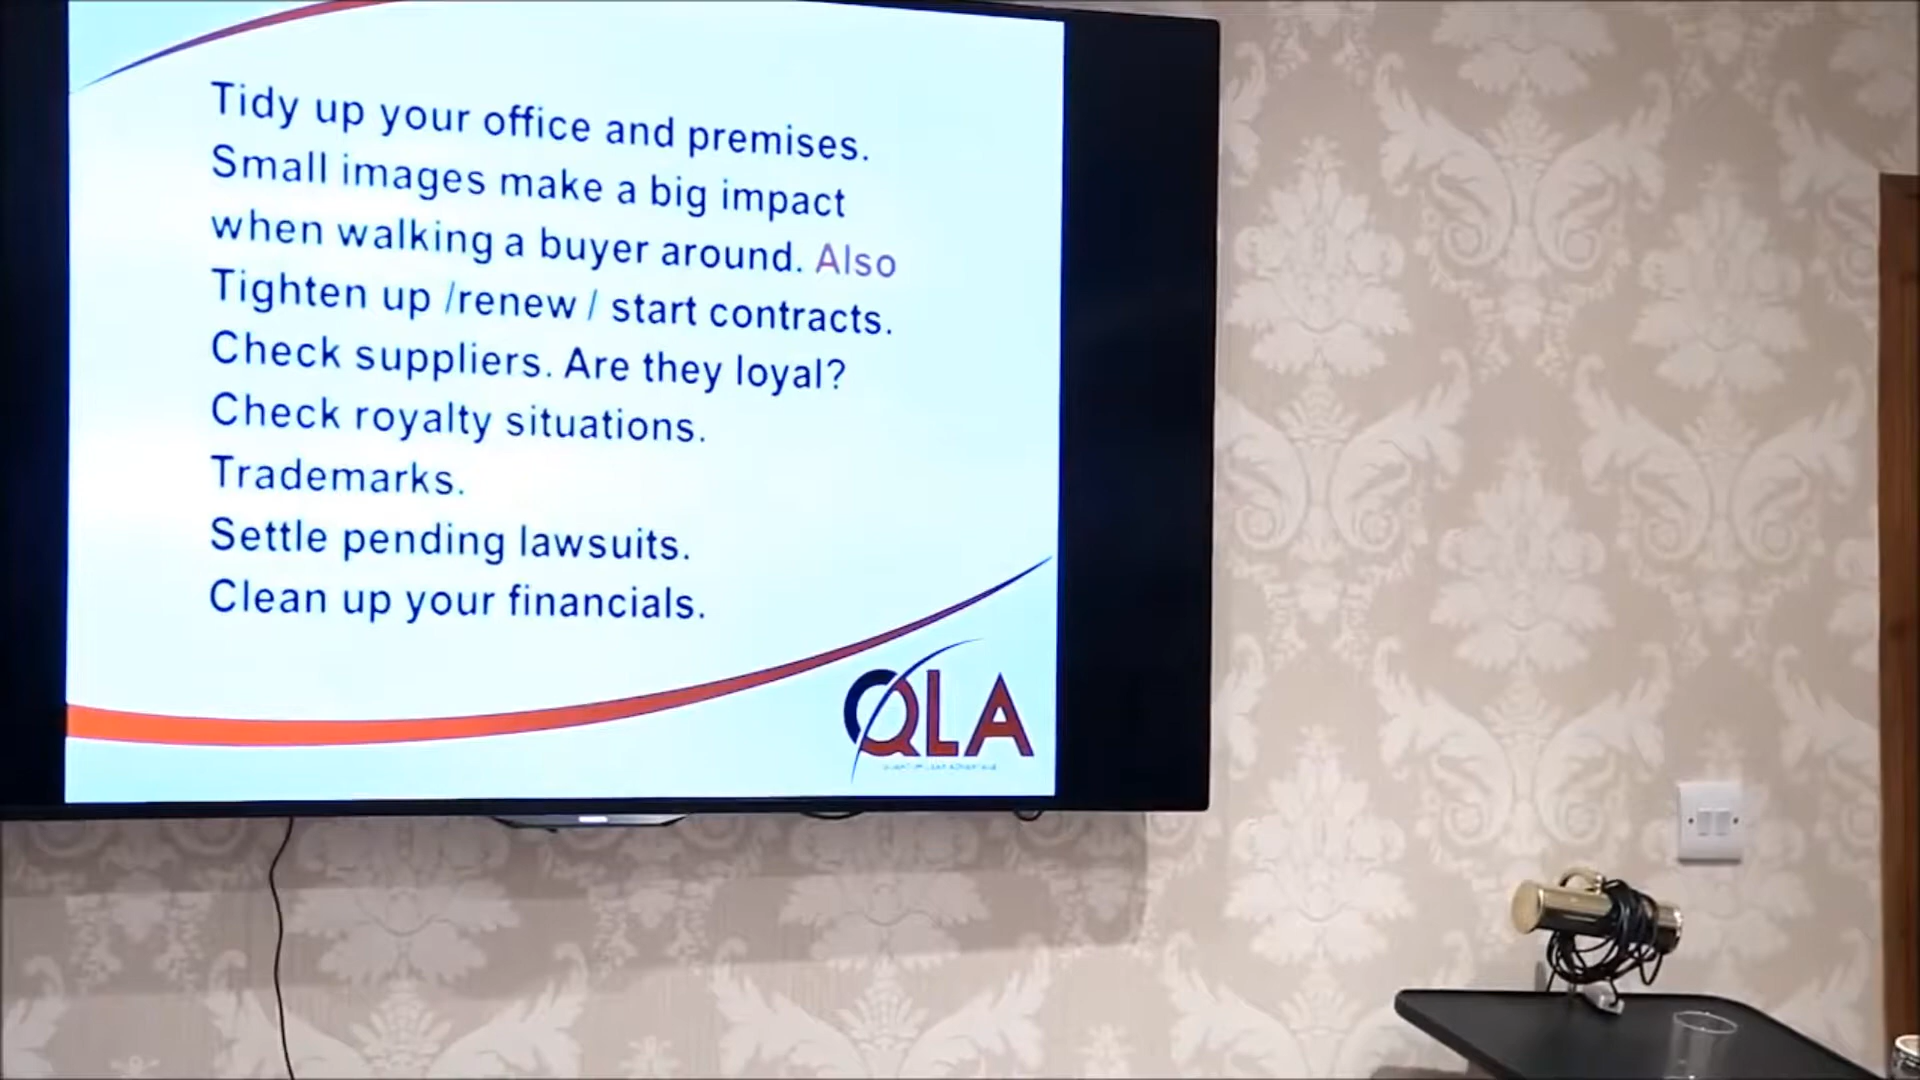 Tidy up your office and premises.
Small images make a big impact
when walking a buyer around. Also
Tighten up /renew / start contracts.
Check suppliers. Are they loyal?
Check royalty situations.
Trademarks.
Settle pending lawsuits.
Clean up your financials.
QLA